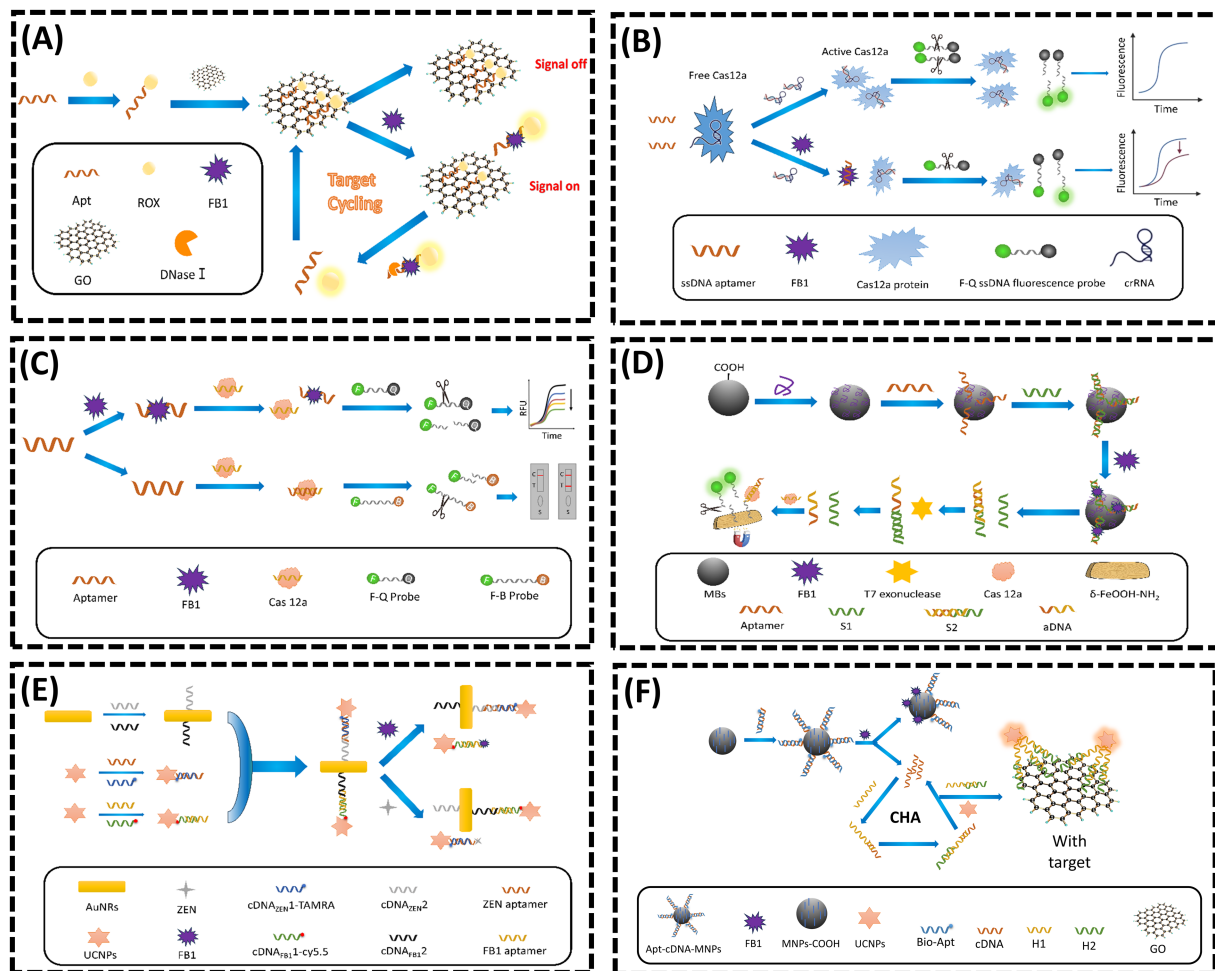 (A)
Signal off
Signal on
Target
Cycling
Apt
ROX
FB1
GO
DNase I
(B)
Free Cas12a
Active Cas12a
Fluorescence
Time
Fluorescence
Time
ssDNA aptamer
FB1
Cas12a protein
F-Q ssDNA fluorescence probe
crRNA
(C)
F
Q
F
Q
F
Q
RFU
Time
F
B
F
B
F
B
C
T
S
C
T
S
Aptamer
FB1
Cas 12a
F
Q
F-Q Probe
F
B
F-B Probe
(D)
COOH
MBs
FB1
T7 exonuclease
Cas 12a
δ-FeOOH-NH₂
Aptamer
S1
S2
aDNA
(E)
AuNRs
ZEN
cDNA_ZEN1-TAMRA
cDNA_ZEN2
ZEN aptamer
UCNPs
FB1
cDNA_FB11-cy5.5
cDNA_FB12
FB1 aptamer
(F)
CHA
With
target
Apt-cDNA-MNPs
FB1
MNPs-COOH
UCNPs
Bio-Apt
cDNA
H1
H2
GO